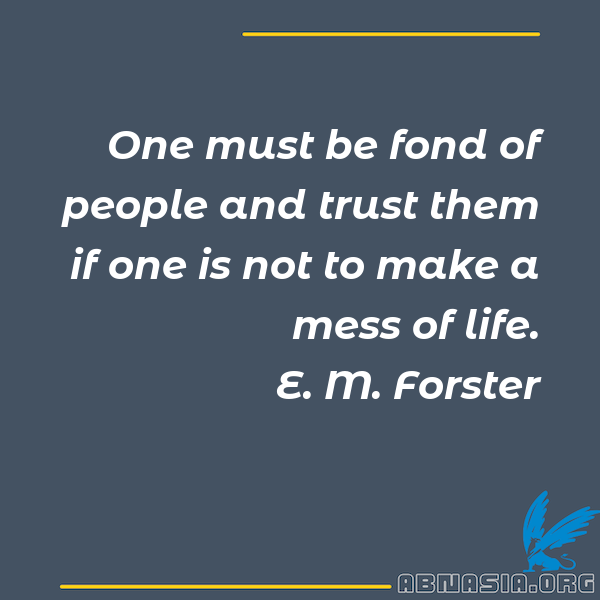 One must be fond of
people and trust them
if one is not to make a
mess of life.
E. M. Forster
ABNASIA.ORG